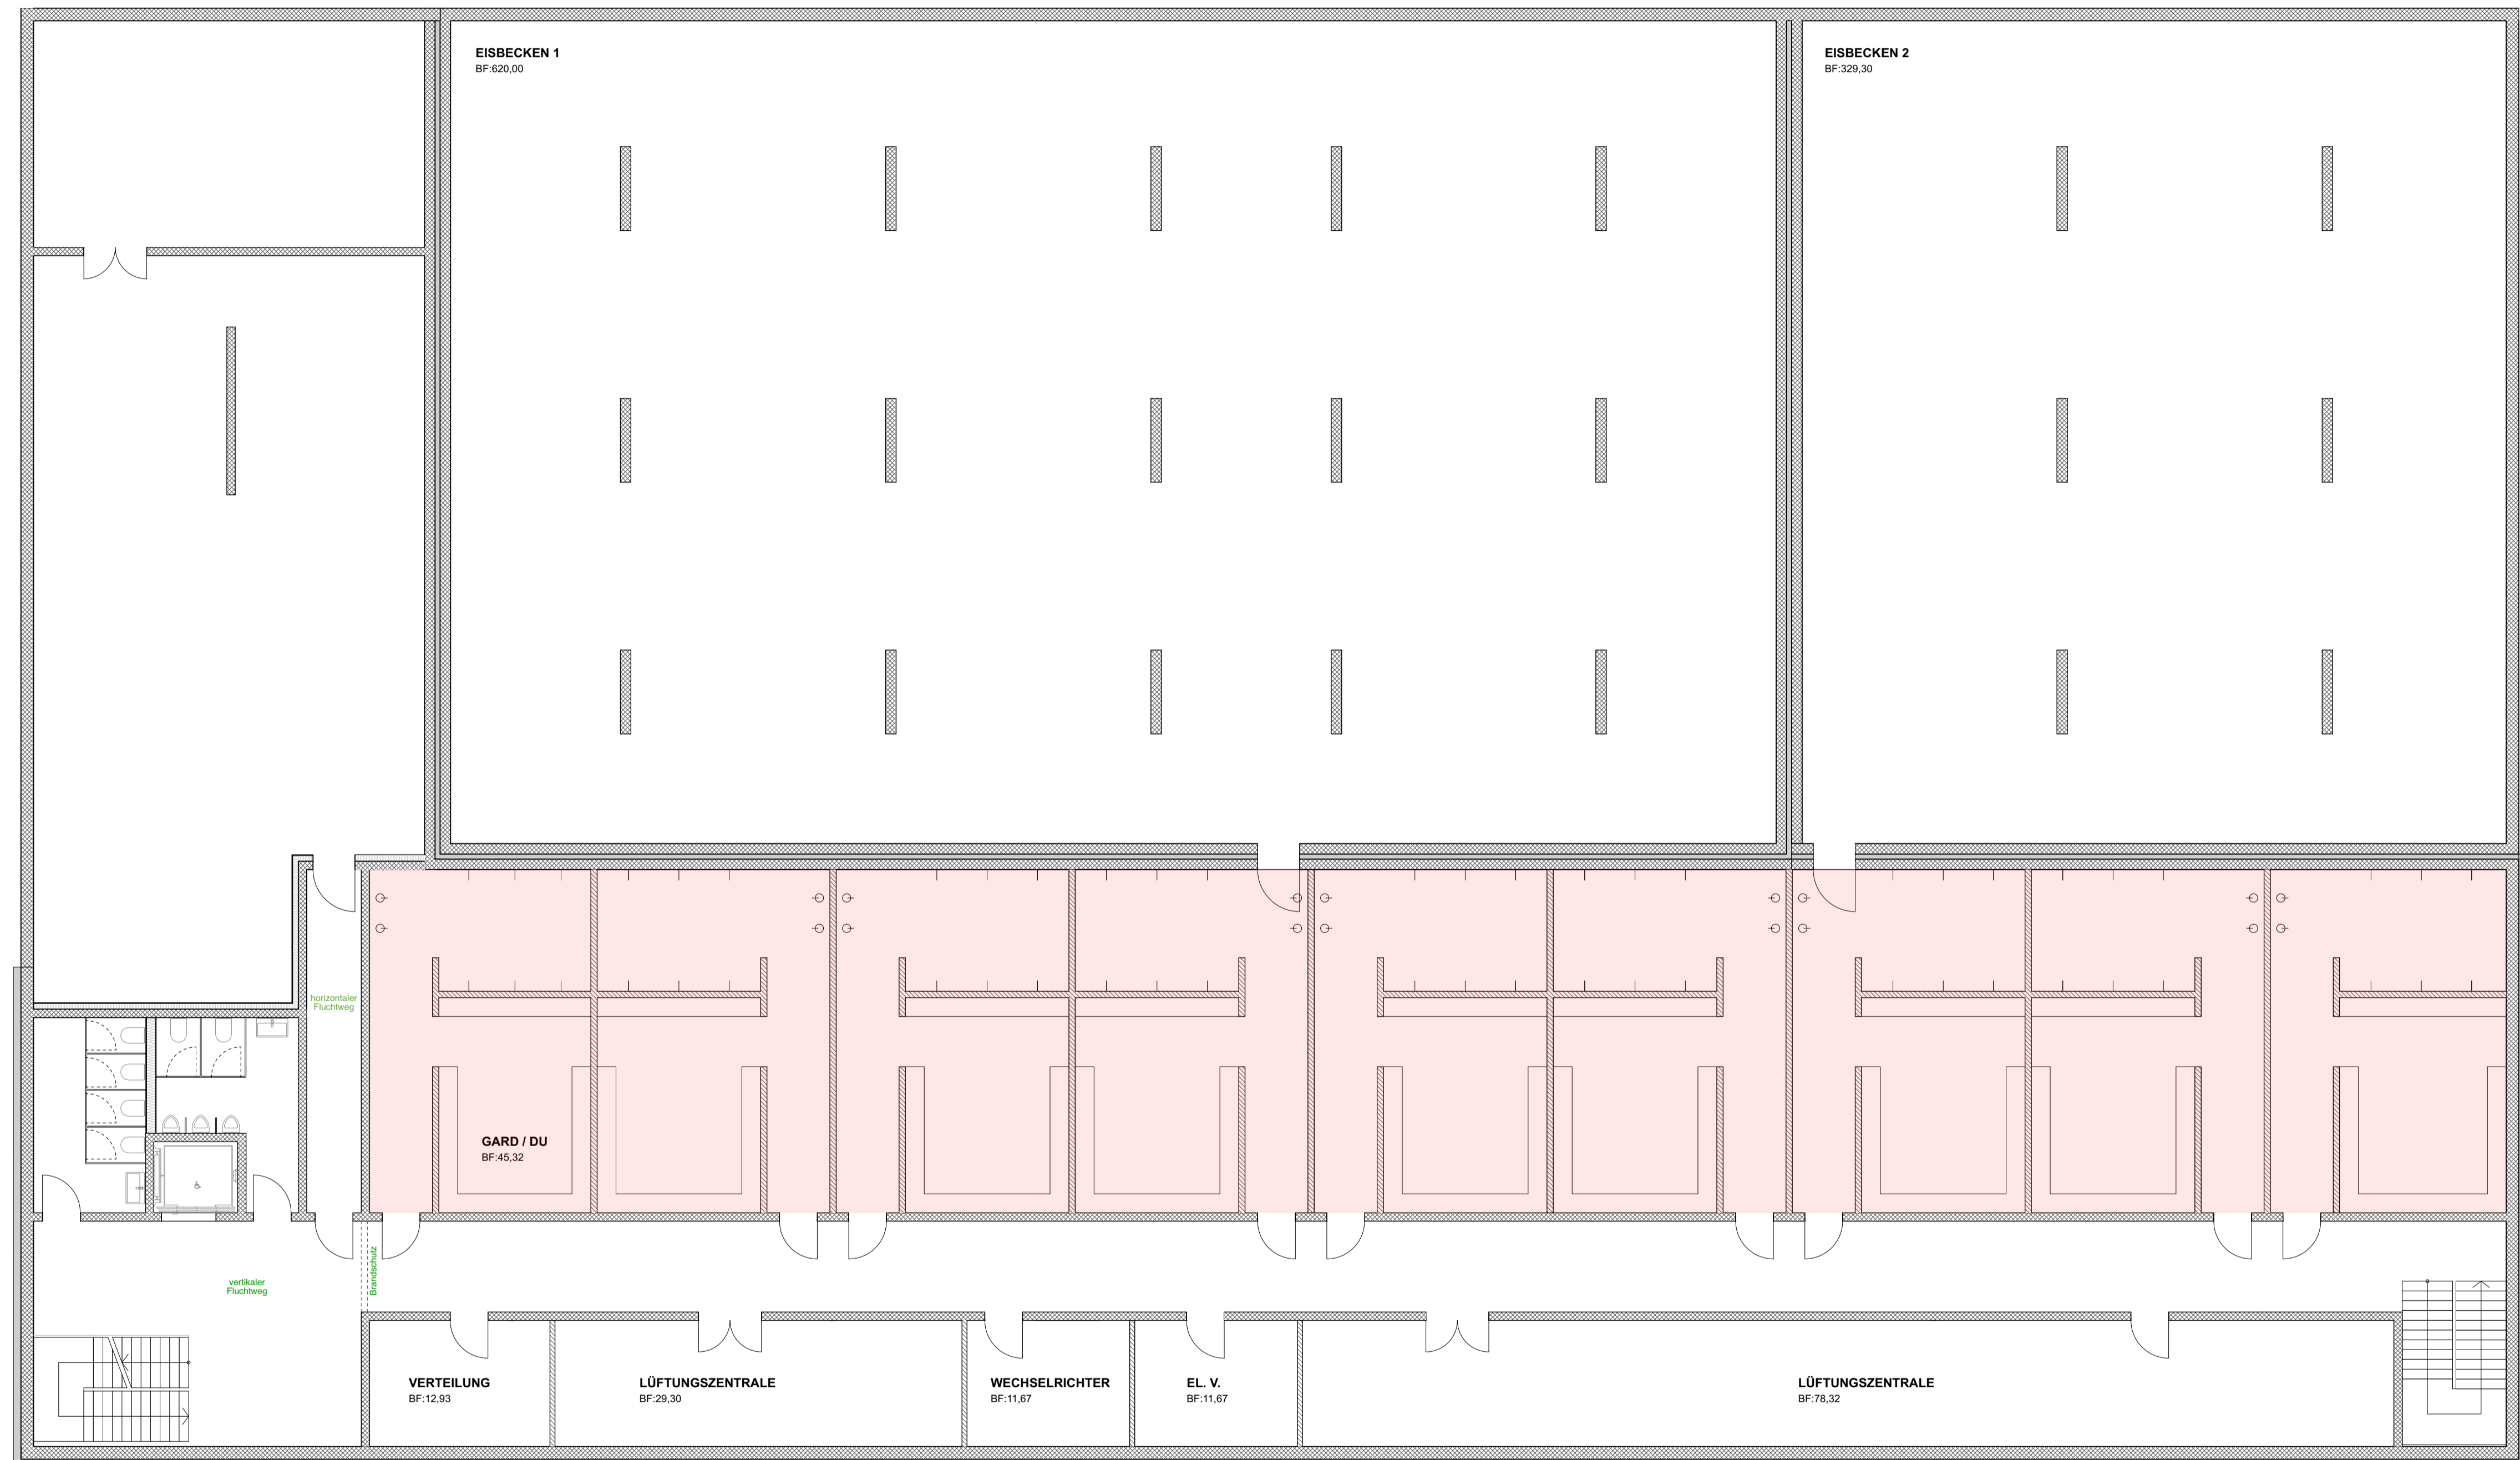 EISBECKEN 1
BF:620,00
EISBECKEN 2
BF:329,30
horizontaler
Fluchtweg
GARD / DU
BF:45,32
vertikaler
Fluchtweg
Brandschutz
VERTEILUNG
BF:12,93
LÜFTUNGSZENTRALE
BF:29,30
WECHSELRICHTER
BF:11,67
EL. V.
BF:11,67
LÜFTUNGSZENTRALE
BF:78,32